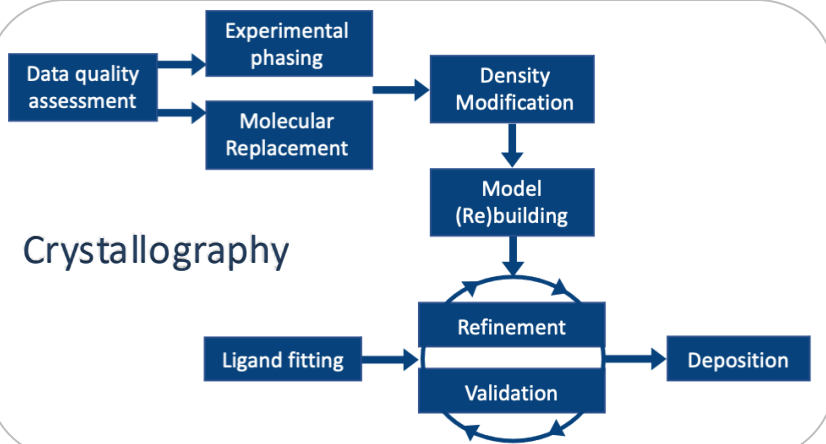 Experimental
phasing
Data quality
assessment
Density
Modification
Molecular
Replacement
Model
(Re)building
Crystallography
Refinement
Ligand fitting
Deposition
Validation